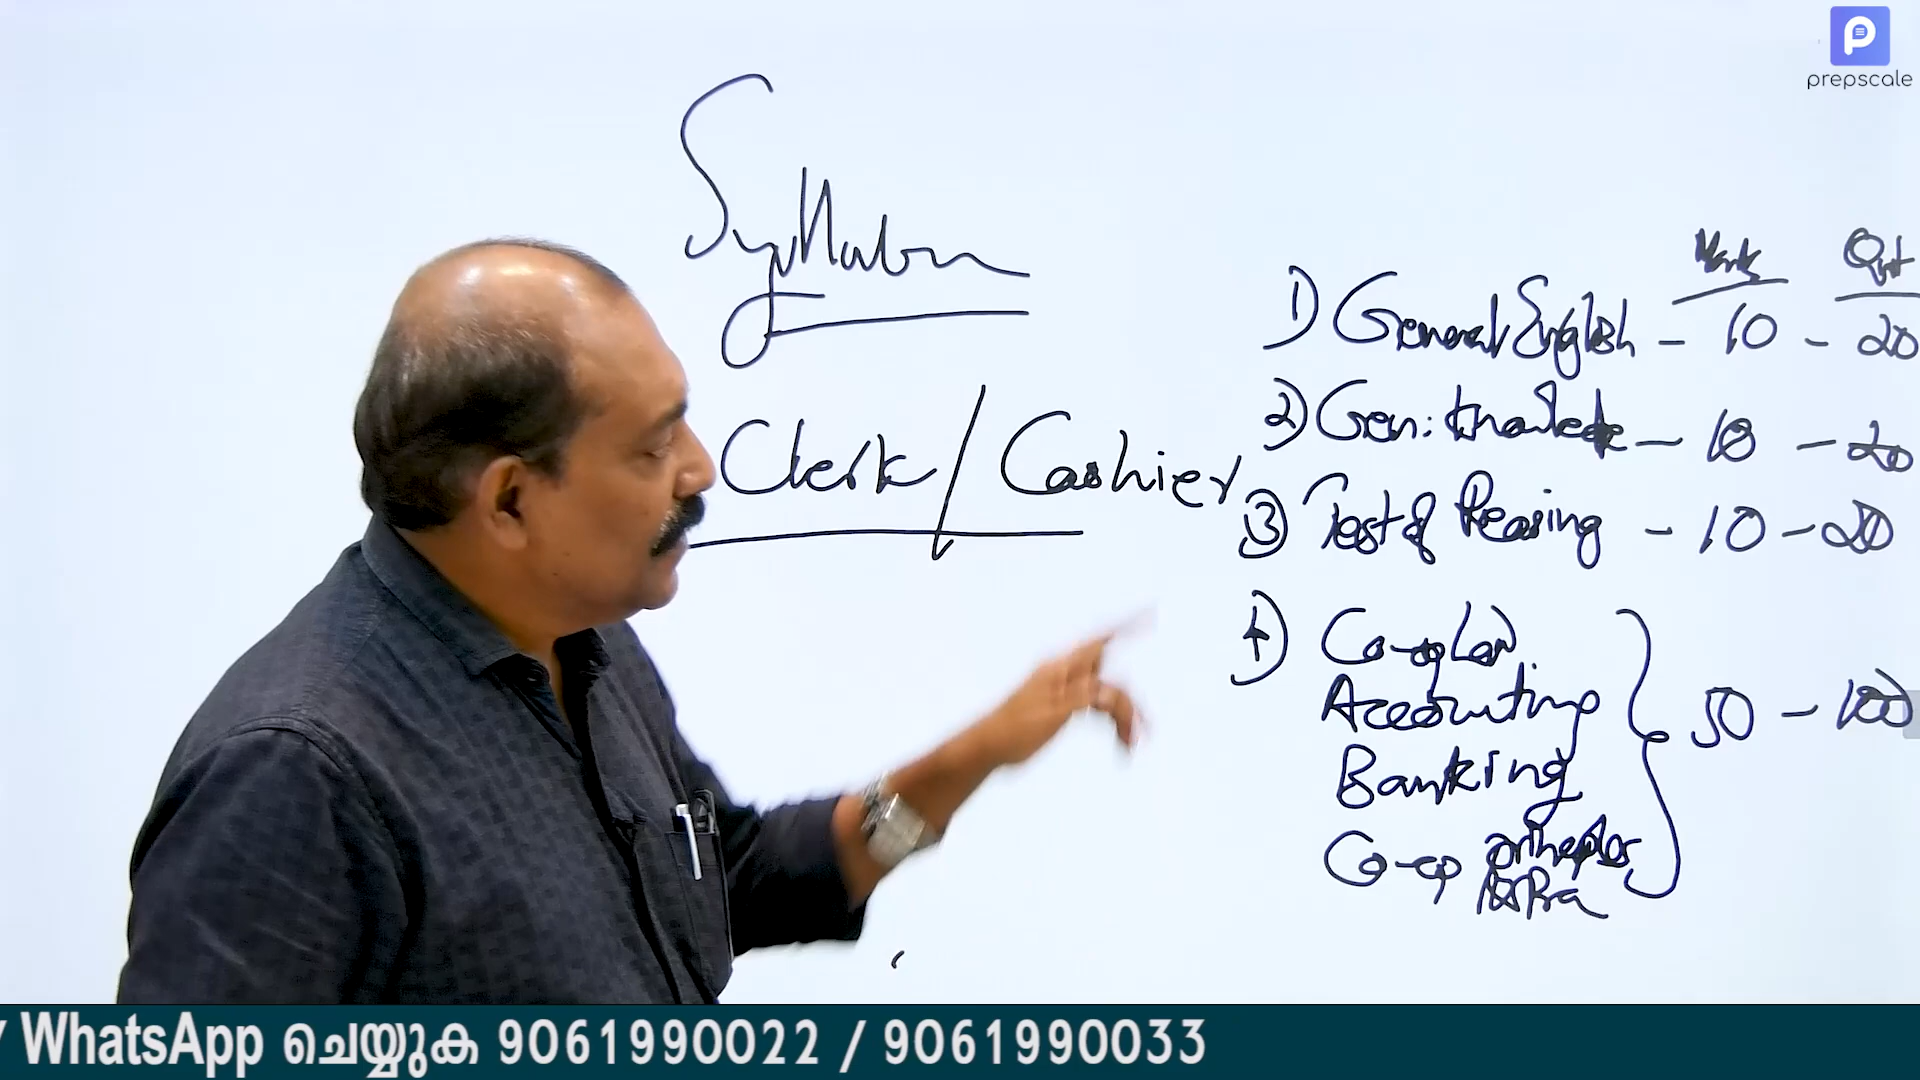 prepscale
Syllabus
Clerk / Cashier
Marks Qst
1) General English - 10 - 20
2) Gen: - 10 - 20
3) Test of Reasoning - 10 - 20
4) Co-op Law
Accounting
Banking
Co-op principles
50 - 100
WhatsApp ചെയ്യുക 9061990022 / 9061990033